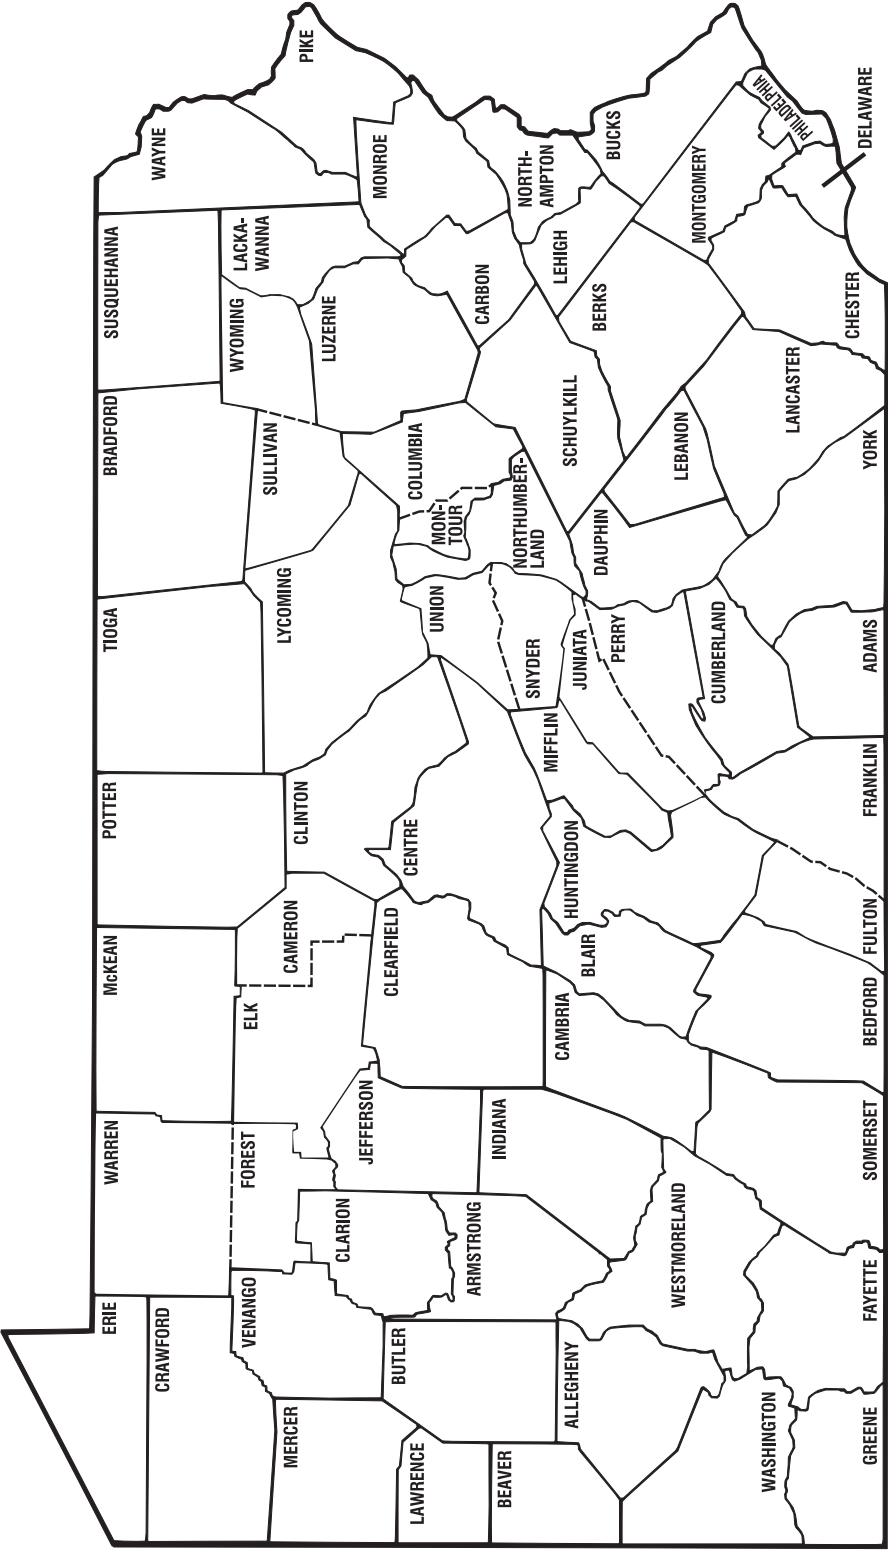 ERIE
CRAWFORD
WARREN
McKEAN
POTTER
TIOGA
BRADFORD
SUSQUEHANNA
WAYNE
PIKE
VENANGO
FOREST
ELK
CAMERON
CLINTON
LYCOMING
SULLIVAN
WYOMING
LACKA-
WANNA
LUZERNE
MONROE
MERCER
CLARION
JEFFERSON
CLEARFIELD
CENTRE
UNION
MON-
TOUR
COLUMBIA
CARBON
NORTH-
AMPTON
LAWRENCE
BUTLER
ARMSTRONG
INDIANA
CAMBRIA
BLAIR
HUNTINGDON
MIFFLIN
SNYDER
JUNIATA
PERRY
NORTHUMBER-
LAND
DAUPHIN
SCHUYLKILL
LEBANON
BERKS
LEHIGH
BUCKS
BEAVER
ALLEGHENY
WESTMORELAND
CUMBERLAND
LANCASTER
MONTGOMERY
PHILADELPHIA
DELAWARE
WASHINGTON
GREENE
FAYETTE
SOMERSET
BEDFORD
FULTON
FRANKLIN
ADAMS
YORK
CHESTER